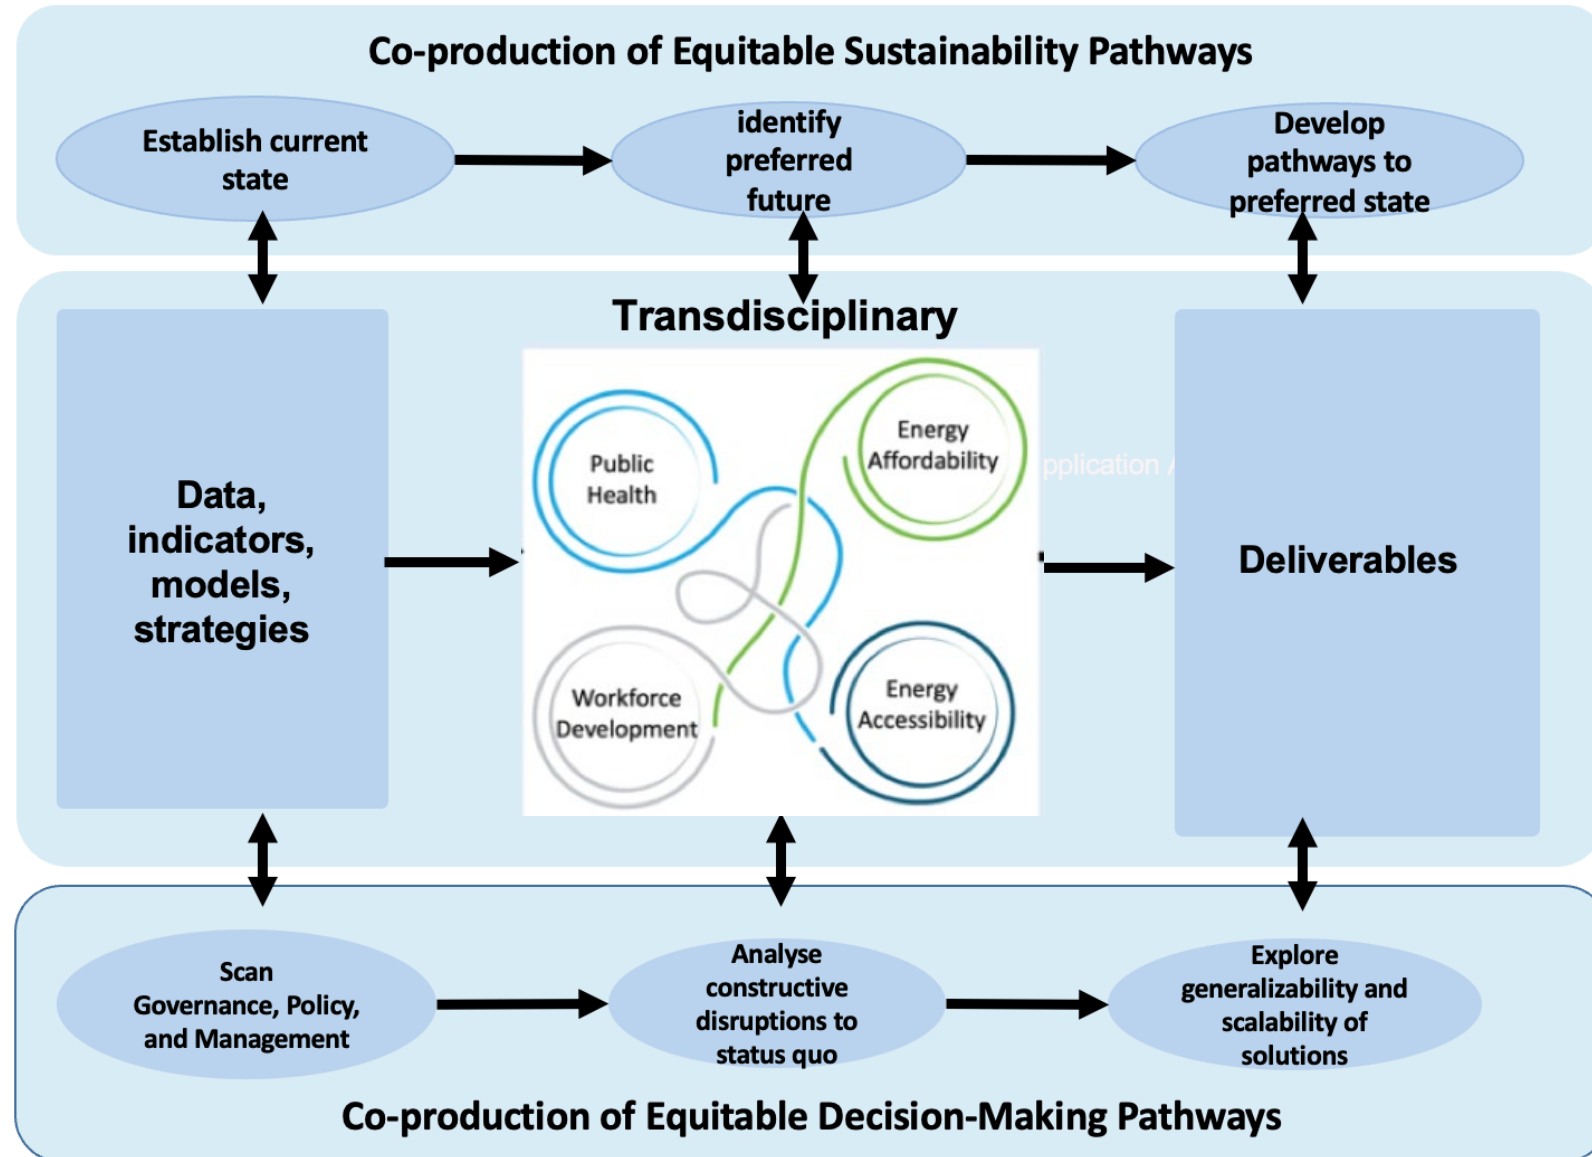 Co-production of Equitable Sustainability Pathways
Establish current
state
identify
preferred
future
Develop
pathways to
preferred state
Transdisciplinary
Data,
indicators,
models,
strategies
Public
Health
Energy
Affordability
Workforce
Development
Energy
Accessibility
pplication A
Deliverables
Scan
Governance, Policy,
and Management
Analyse
constructive
disruptions to
status quo
Explore
generalizability and
scalability of
solutions
Co-production of Equitable Decision-Making Pathways